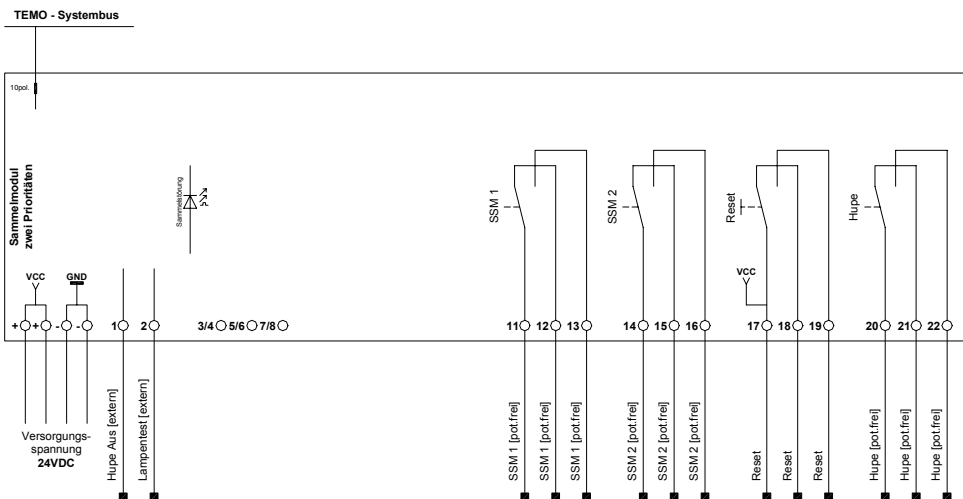 TEMO - Systembus
10pol.
Sammelmodul
zwei Prioritäten
Sammelstörung
SSM 1
SSM 2
Reset
Hupe
VCC
GND
VCC
+
+
-
-
1
2
3/4
5/6
7/8
11
12
13
14
15
16
17
18
19
20
21
22
Versorgungs-
spannung
24VDC
Hupe Aus [extern]
Lampentest [extern]
SSM 1 [pot.frei]
SSM 1 [pot.frei]
SSM 1 [pot.frei]
SSM 2 [pot.frei]
SSM 2 [pot.frei]
SSM 2 [pot.frei]
Reset
Reset
Reset
Hupe [pot.frei]
Hupe [pot.frei]
Hupe [pot.frei]